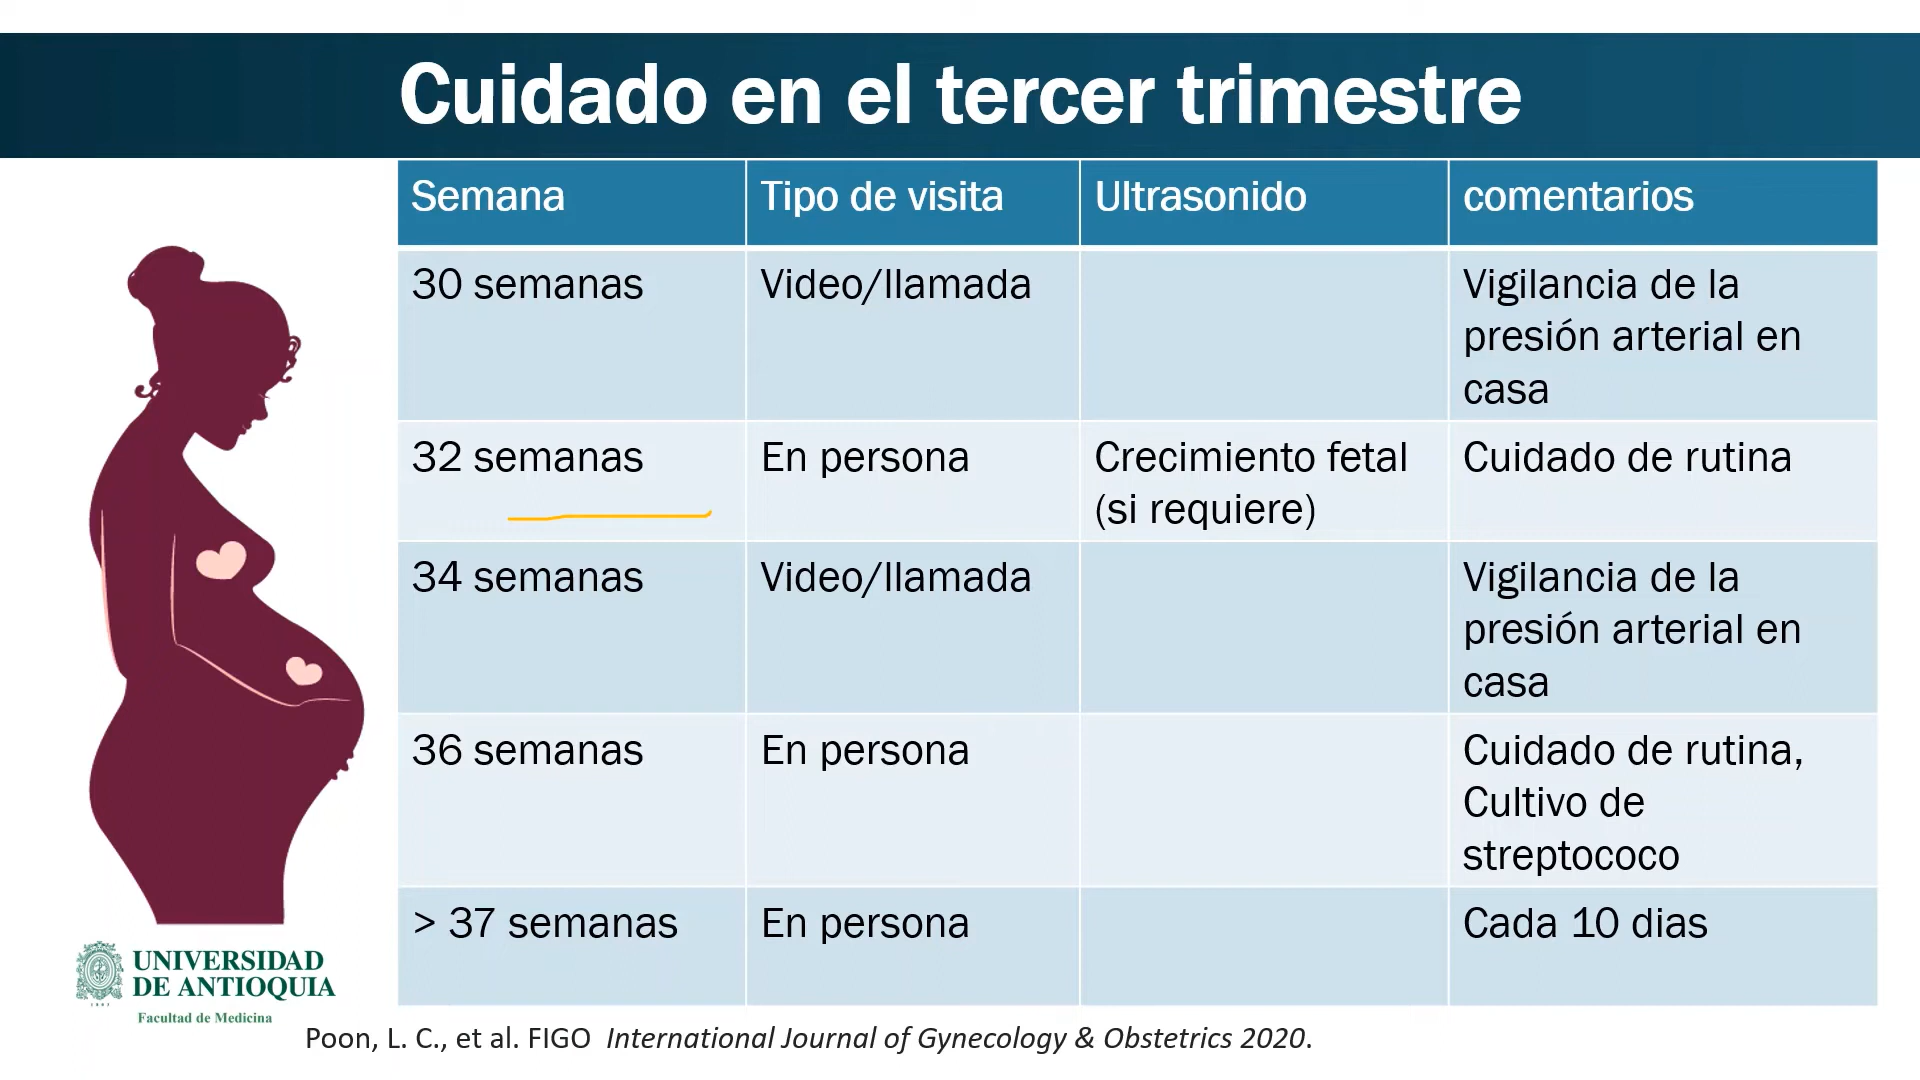 Cuidado en el tercer trimestre
Semana Tipo de visita Ultrasonido comentarios
30 semanas Video/llamada Vigilancia de la
presión arterial en
casa
32 semanas En persona Crecimiento fetal Cuidado de rutina
(si requiere)
34 semanas Video/llamada Vigilancia de la
presión arterial en
casa
36 semanas En persona Cuidado de rutina,
Cultivo de
streptococo
> 37 semanas En persona Cada 10 dias
UNIVERSIDAD
DE ANTIOQUIA
1803
Facultad de Medicina
Poon, L. C., et al. FIGO International Journal of Gynecology & Obstetrics 2020.